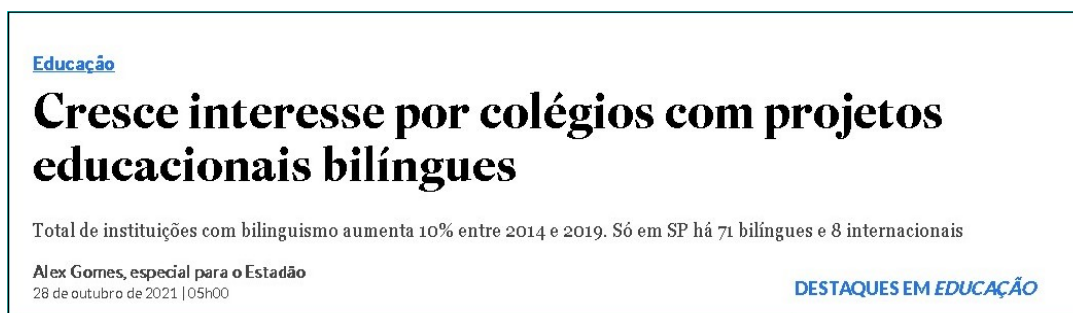 Educação
Cresce interesse por colégios com projetos
educacionais bilíngues
Total de instituições com bilinguismo aumenta 10% entre 2014 e 2019. Só em SP há 71 bilíngues e 8 internacionais
Alex Gomes, especial para o Estadão
28 de outubro de 2021 | 05h00
DESTAQUES EM EDUCAÇÃO